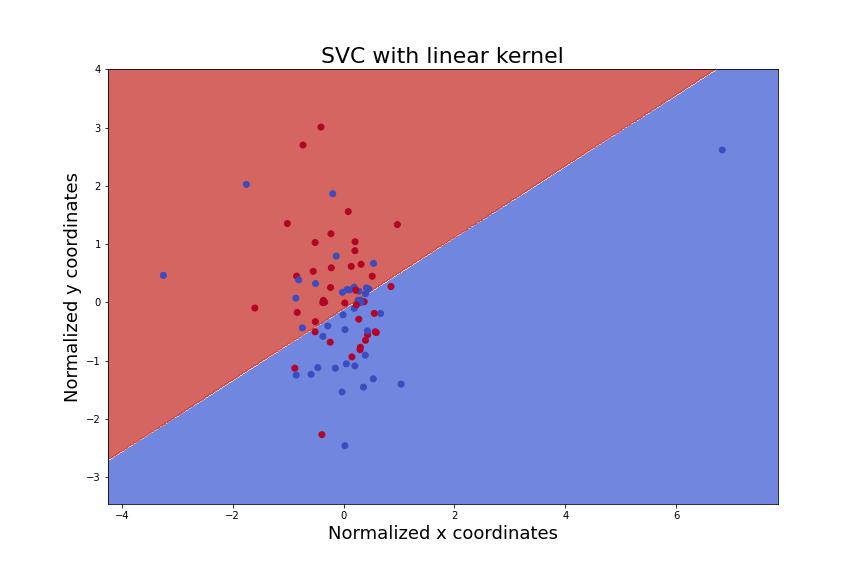 SVC with linear kernel
4
3
2
1
0
−1
−2
−3
Normalized y coordinates
−4 −2 0 2 4 6
Normalized x coordinates